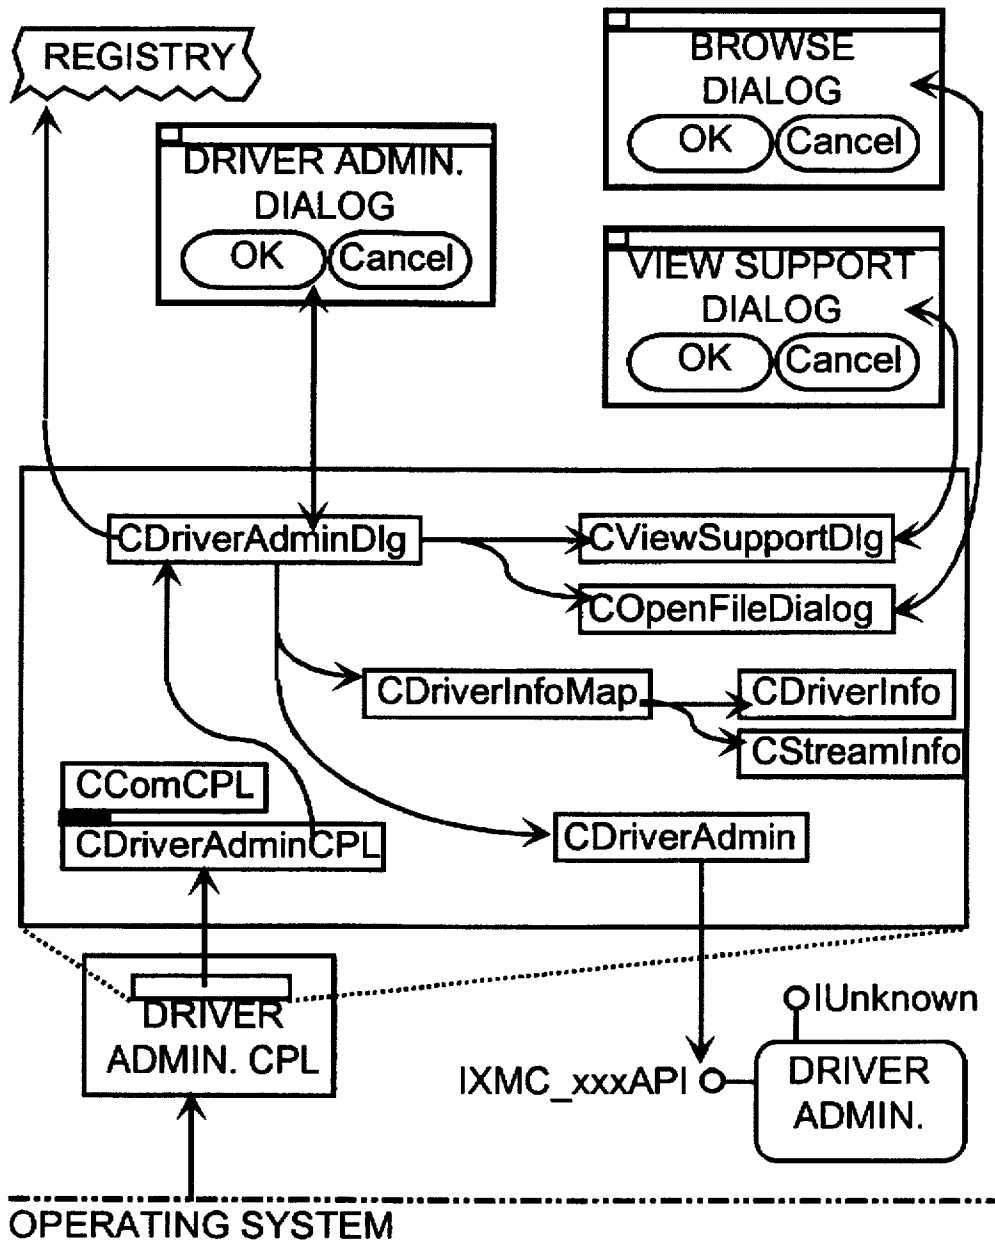 REGISTRY
BROWSE
DIALOG
OK
Cancel
DRIVER ADMIN.
DIALOG
OK
Cancel
VIEW SUPPORT
DIALOG
OK
Cancel
CDriverAdminDlg
CViewSupportDlg
COpenFileDialog
CDriverInfoMap
CDriverInfo
CStreamInfo
CComCPL
CDriverAdminCPL
CDriverAdmin
DRIVER
ADMIN. CPL
IUnknown
IXMC_xxxAPI
DRIVER
ADMIN.
OPERATING SYSTEM